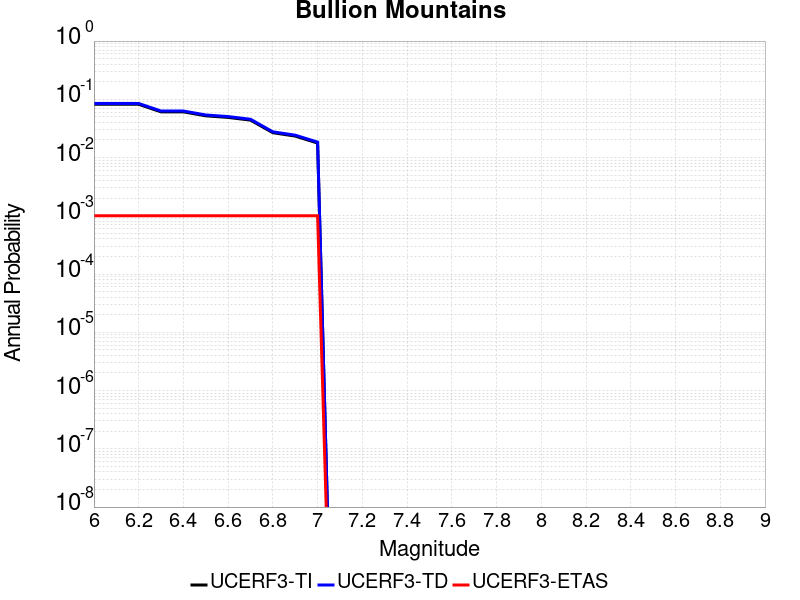 Bullion Mountains
10^0
10^-1
10^-2
10^-3
10^-4
10^-5
10^-6
10^-7
10^-8
Annual Probability
6 6.2 6.4 6.6 6.8 7 7.2 7.4 7.6 7.8 8 8.2 8.4 8.6 8.8 9
Magnitude
UCERF3-TI UCERF3-TD UCERF3-ETAS